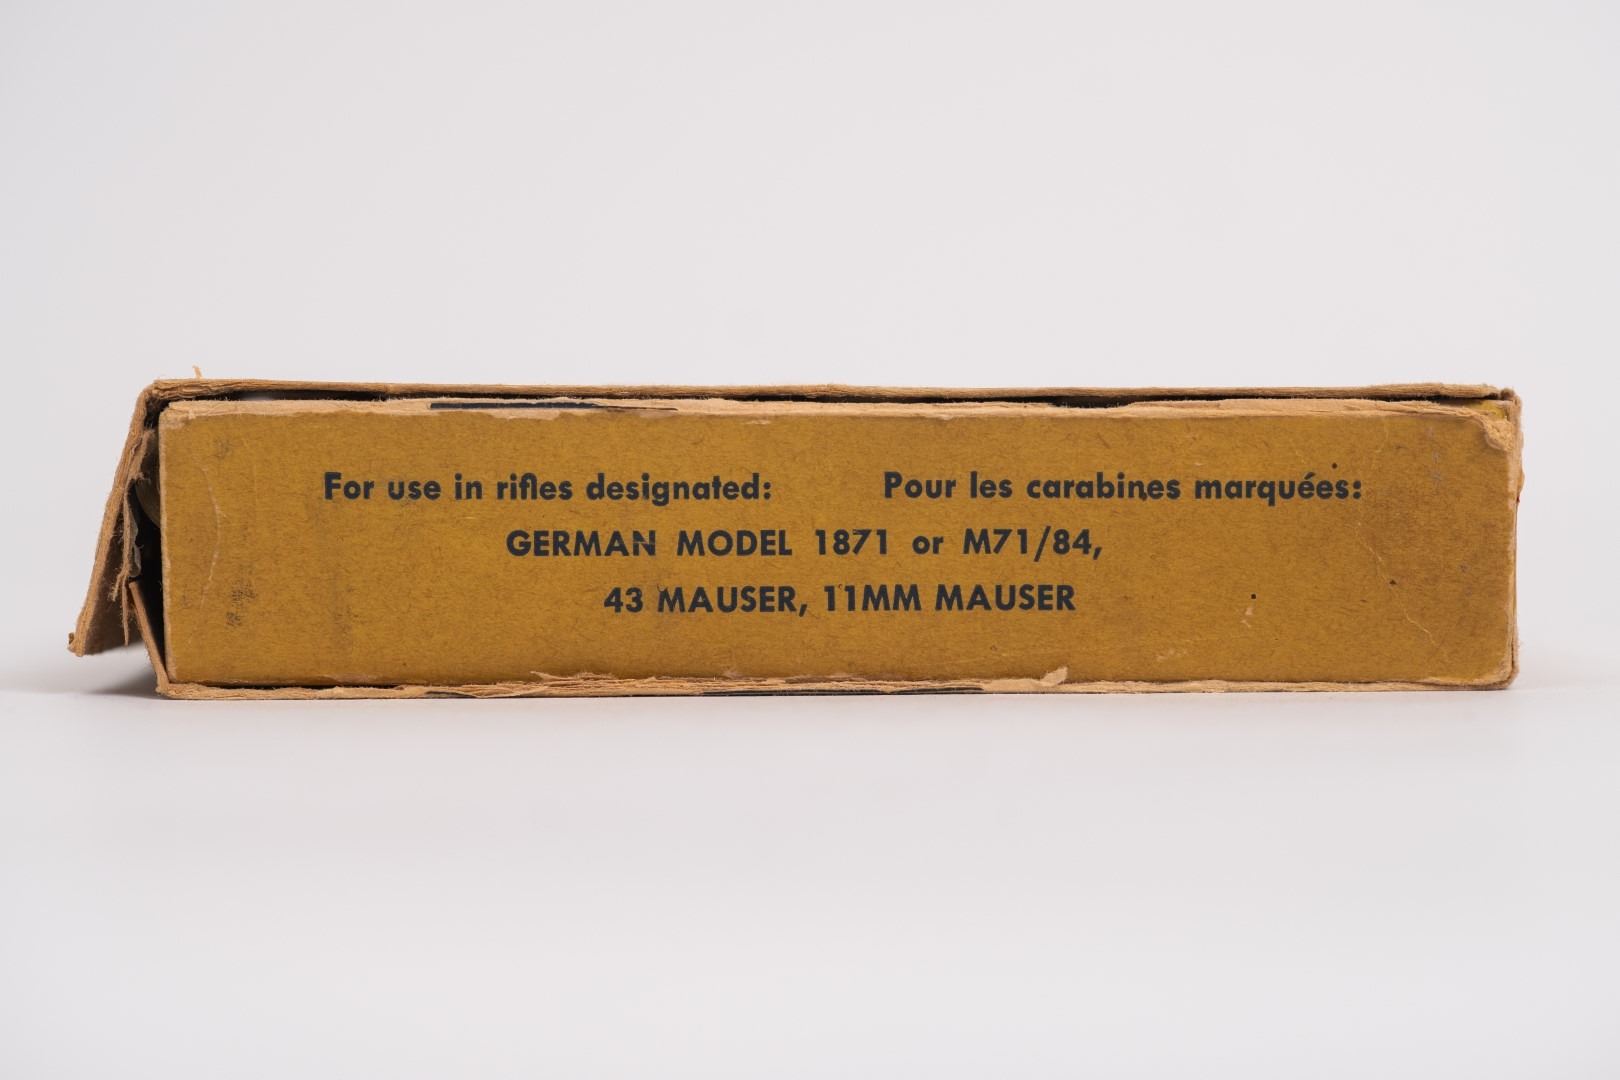 For use in rifles designated: Pour les carabines marquées:
GERMAN MODEL 1871 or M71/84,
43 MAUSER, 11MM MAUSER